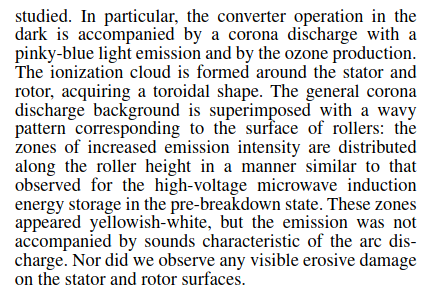 studied. In particular, the converter operation in the
dark is accompanied by a corona discharge with a
pinky-blue light emission and by the ozone production.
The ionization cloud is formed around the stator and
rotor, acquiring a toroidal shape. The general corona
discharge background is superimposed with a wavy
pattern corresponding to the surface of rollers: the
zones of increased emission intensity are distributed
along the roller height in a manner similar to that
observed for the high-voltage microwave induction
energy storage in the pre-breakdown state. These zones
appeared yellowish-white, but the emission was not
accompanied by sounds characteristic of the arc dis-
charge. Nor did we observe any visible erosive damage
on the stator and rotor surfaces.